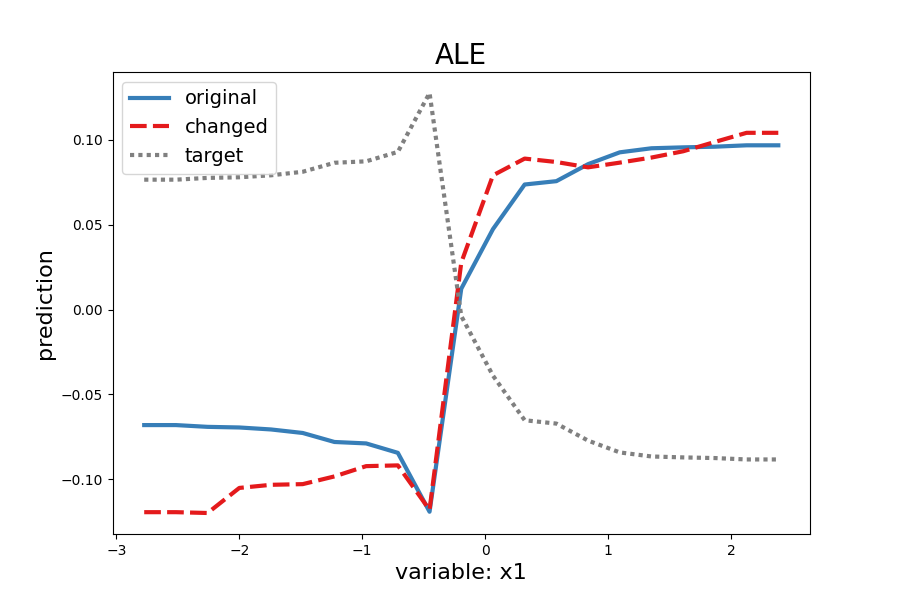 ALE
original
changed
target
0.10
0.05
0.00
−0.05
−0.10
prediction
−3
−2
−1
0
1
2
variable: x1